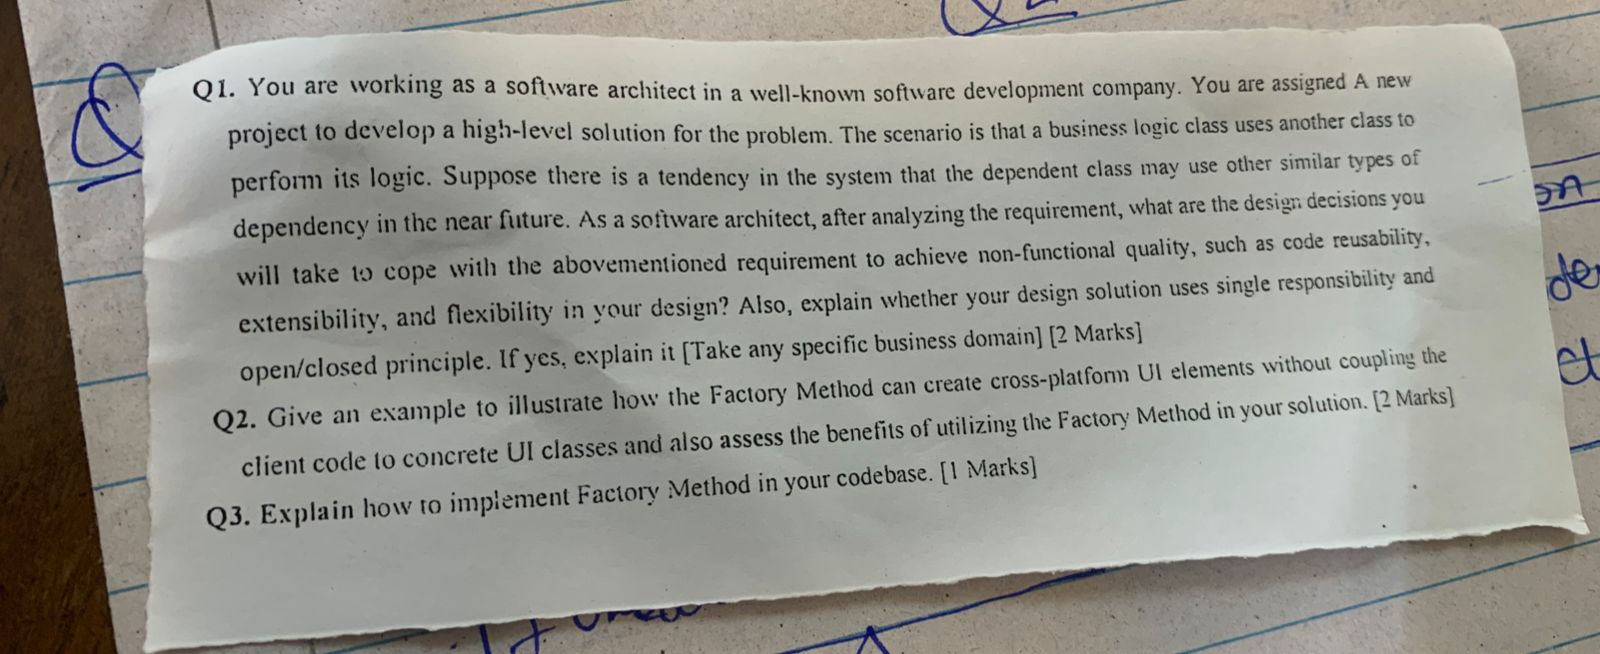 Q1. You are working as a software architect in a well-known software development company. You are assigned A new
project to develop a high-level solution for the problem. The scenario is that a business logic class uses another class to
perform its logic. Suppose there is a tendency in the system that the dependent class may use other similar types of
dependency in the near future. As a software architect, after analyzing the requirement, what are the design decisions you
will take to cope with the abovementioned requirement to achieve non-functional quality, such as code reusability,
extensibility, and flexibility in your design? Also, explain whether your design solution uses single responsibility and
open/closed principle. If yes, explain it [Take any specific business domain] [2 Marks]
Q2. Give an example to illustrate how the Factory Method can create cross-platform UI elements without coupling the
client code to concrete UI classes and also assess the benefits of utilizing the Factory Method in your solution. [2 Marks]
Q3. Explain how to implement Factory Method in your codebase. [1 Marks]